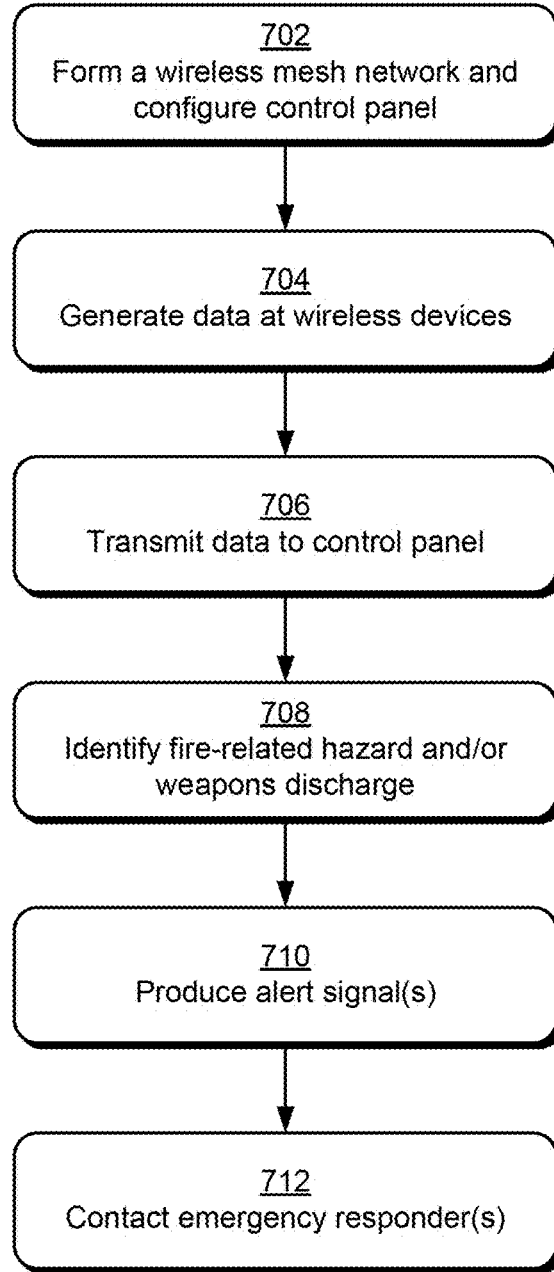 702
Form a wireless mesh network and
configure control panel
704
Generate data at wireless devices
706
Transmit data to control panel
708
Identify fire-related hazard and/or
weapons discharge
710
Produce alert signal(s)
712
Contact emergency responder(s)